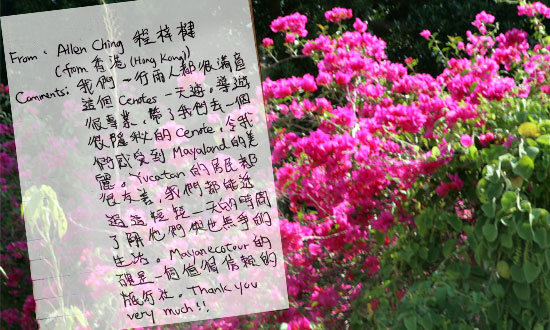 From : Allen Ching 程梓楗
(from 香港 (Hong Kong))
Comments: 我們一行兩人都很滿意
這個 Cenotes 一天遊。導遊
很專業, 帶了我們去一個
很隱秘的 Cenote, 令我
們感受到 Mayaland 的美
麗。Yucatan 的居民都
很友善, 我們都能透
過這短短一天的時間
了解他們與世無爭的
生活。Mayanecotour 的
確是一個值得信賴的
旅行社。Thank you
very much!!